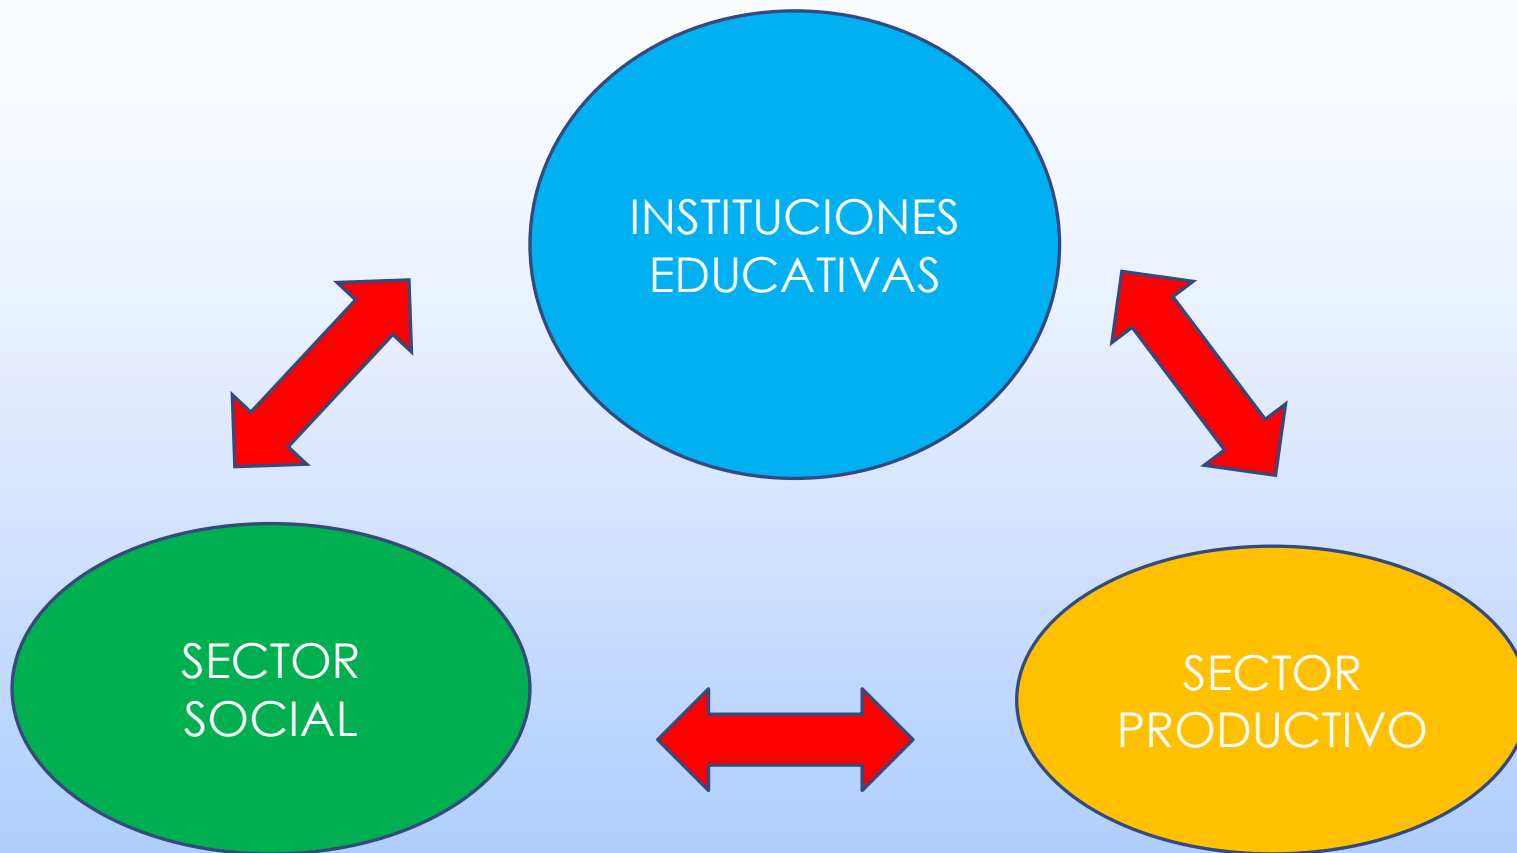 INSTITUCIONES
EDUCATIVAS
SECTOR
SOCIAL
SECTOR
PRODUCTIVO